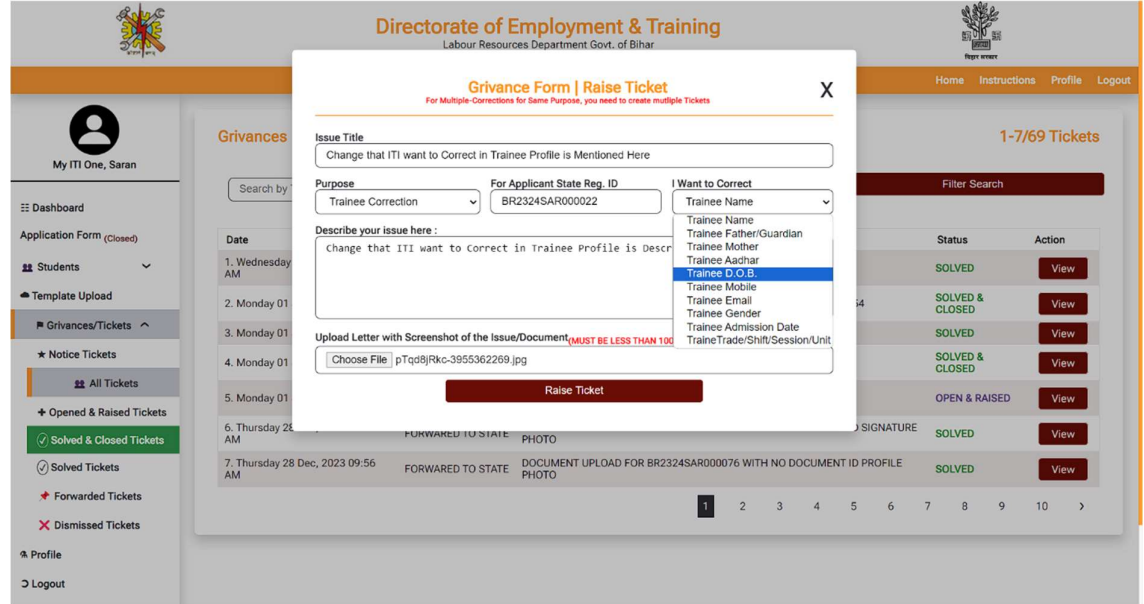 Directorate of Employment & Training
Labour Resources Department Govt. of Bihar
बिहार सरकार
Home Instructions Profile Logout
My ITI One, Saran
Dashboard
Application Form (Closed)
Students
Template Upload
Grivances/Tickets
Notice Tickets
All Tickets
Opened & Raised Tickets
Solved & Closed Tickets
Solved Tickets
Forwarded Tickets
Dismissed Tickets
Profile
Logout
Grivances
1-7/69 Tickets
Search by
Filter Search
Grivance Form | Raise Ticket
X
For Multiple-Corrections for Same Purpose, you need to create mutliple Tickets
Issue Title
Change that ITI want to Correct in Trainee Profile is Mentioned Here
Purpose For Applicant State Reg. ID I Want to Correct
Trainee Correction BR2324SAR000022 Trainee Name
Trainee Name
Trainee Father/Guardian
Trainee Mother
Trainee Aadhar
Trainee D.O.B.
Trainee Mobile
Trainee Email
Trainee Gender
Trainee Admission Date
TraineTrade/Shift/Session/Unit
Describe your issue here :
Change that ITI want to Correct in Trainee Profile is Descr
Upload Letter with Screenshot of the Issue/Document(MUST BE LESS THAN 100
Choose File pTqd8jRkc-3955362269.jpg
Raise Ticket
Date Status Action
1. Wednesday SOLVED View
AM
2. Monday 01 54 SOLVED & CLOSED View
3. Monday 01 SOLVED View
4. Monday 01 SOLVED & CLOSED View
5. Monday 01 OPEN & RAISED View
6. Thursday 28 FORWARED TO STATE SIGNATURE SOLVED View
AM PHOTO
7. Thursday 28 Dec, 2023 09:56 FORWARED TO STATE DOCUMENT UPLOAD FOR BR2324SAR000076 WITH NO DOCUMENT ID PROFILE SOLVED View
AM PHOTO
1 2 3 4 5 6 7 8 9 10 >